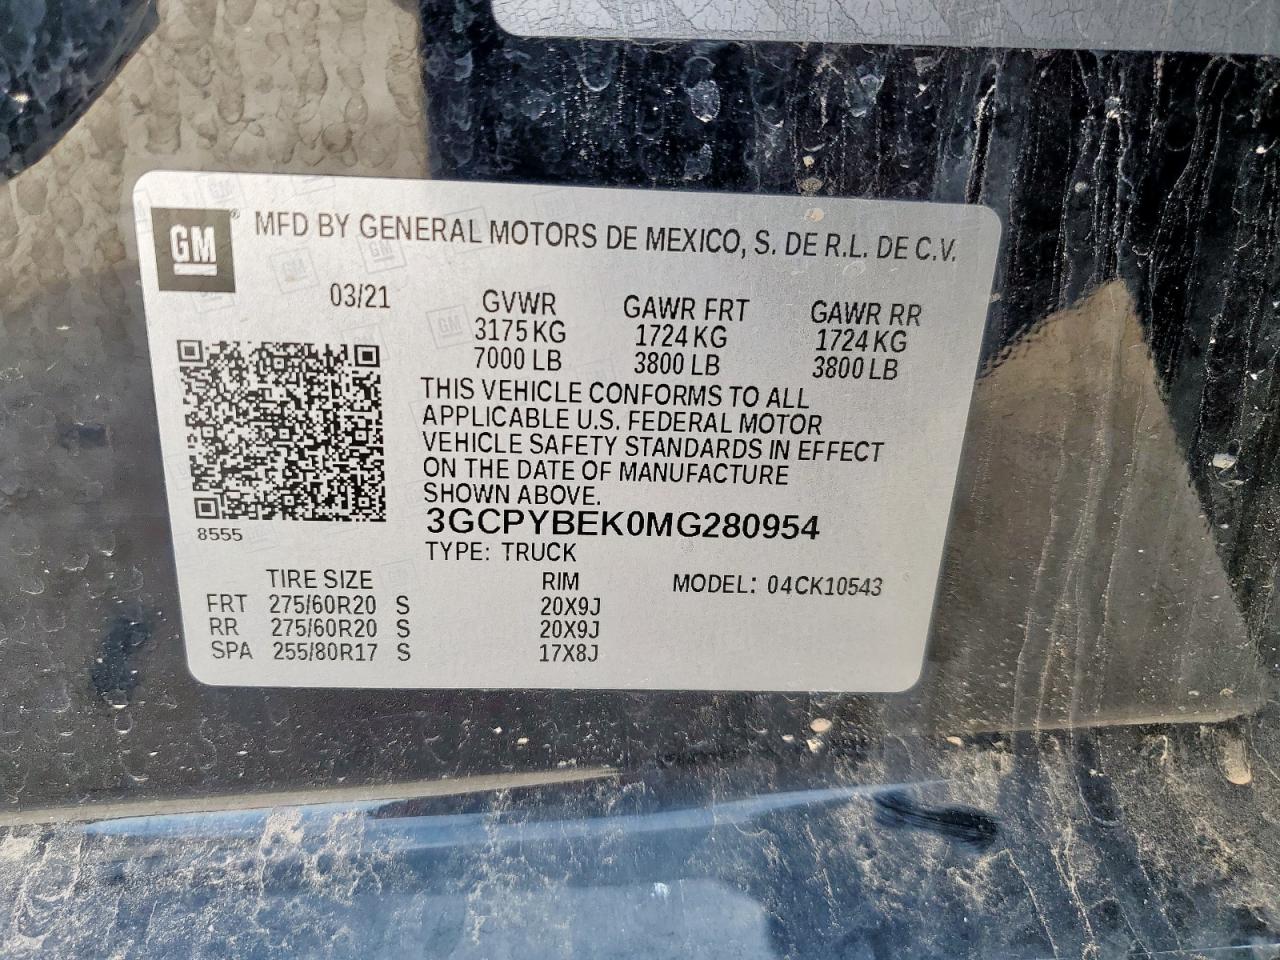 GM ® MFD BY GENERAL MOTORS DE MEXICO, S. DE R.L. DE C.V.
03/21 GVWR GAWR FRT GAWR RR
3175 KG 1724 KG 1724 KG
7000 LB 3800 LB 3800 LB
THIS VEHICLE CONFORMS TO ALL
APPLICABLE U.S. FEDERAL MOTOR
VEHICLE SAFETY STANDARDS IN EFFECT
ON THE DATE OF MANUFACTURE
SHOWN ABOVE.
3GCPYBEK0MG280954
8555
TYPE: TRUCK
TIRE SIZE RIM MODEL: 04CK10543
FRT 275/60R20 S 20X9J
RR 275/60R20 S 20X9J
SPA 255/80R17 S 17X8J